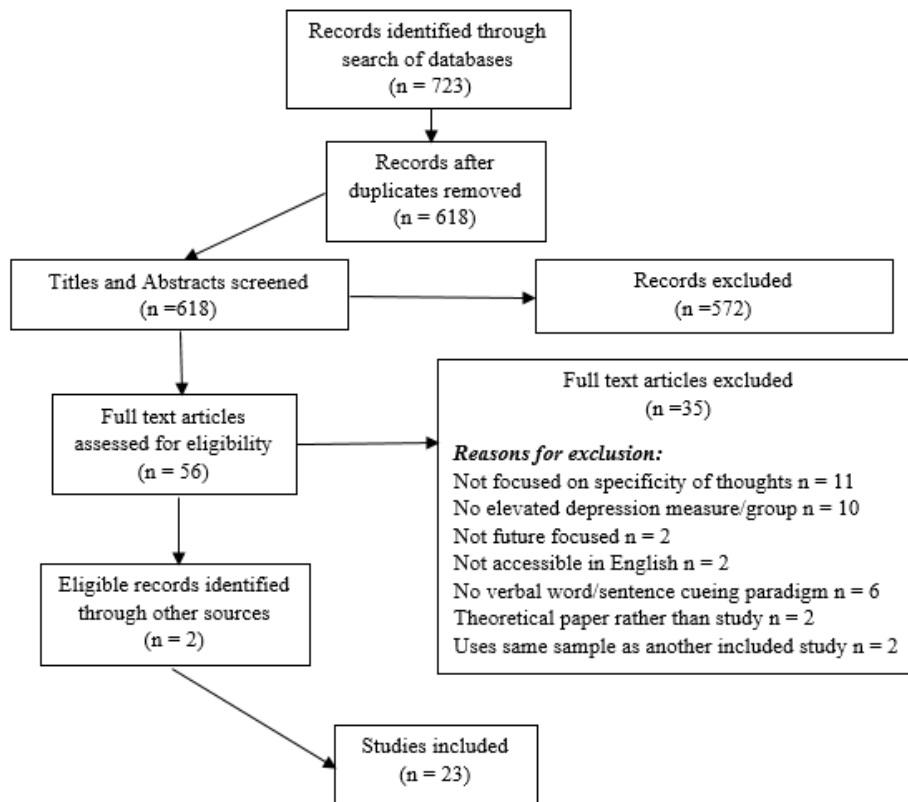 Records identified through
search of databases
(n = 723)
Records after
duplicates removed
(n = 618)
Titles and Abstracts screened
(n =618)
Records excluded
(n =572)
Full text articles
assessed for eligibility
(n = 56)
Full text articles excluded
(n =35)
Reasons for exclusion:
Not focused on specificity of thoughts n = 11
No elevated depression measure/group n = 10
Not future focused n = 2
Not accessible in English n = 2
No verbal word/sentence cueing paradigm n = 6
Theoretical paper rather than study n = 2
Uses same sample as another included study n = 2
Eligible records identified
through other sources
(n = 2)
Studies included
(n = 23)